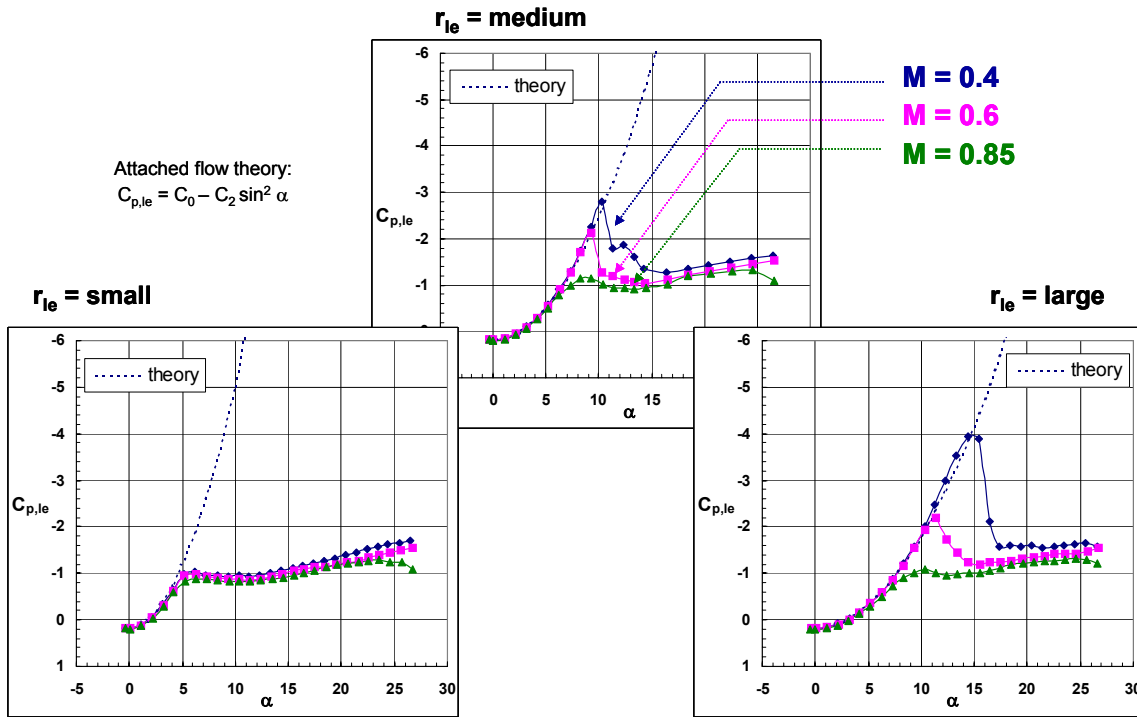 r_le = medium
-6
-5
-4
-3
-2
-1
C_p,le
theory
0 5 10 15
α
M = 0.4
M = 0.6
M = 0.85
Attached flow theory:
C_p,le = C_0 – C_2 sin² α
r_le = small
-6
-5
-4
-3
-2
-1
0
1
C_p,le
theory
-5 0 5 10 15 20 25 30
α
r_le = large
-6
-5
-4
-3
-2
-1
0
1
C_p,le
theory
-5 0 5 10 15 20 25 30
α